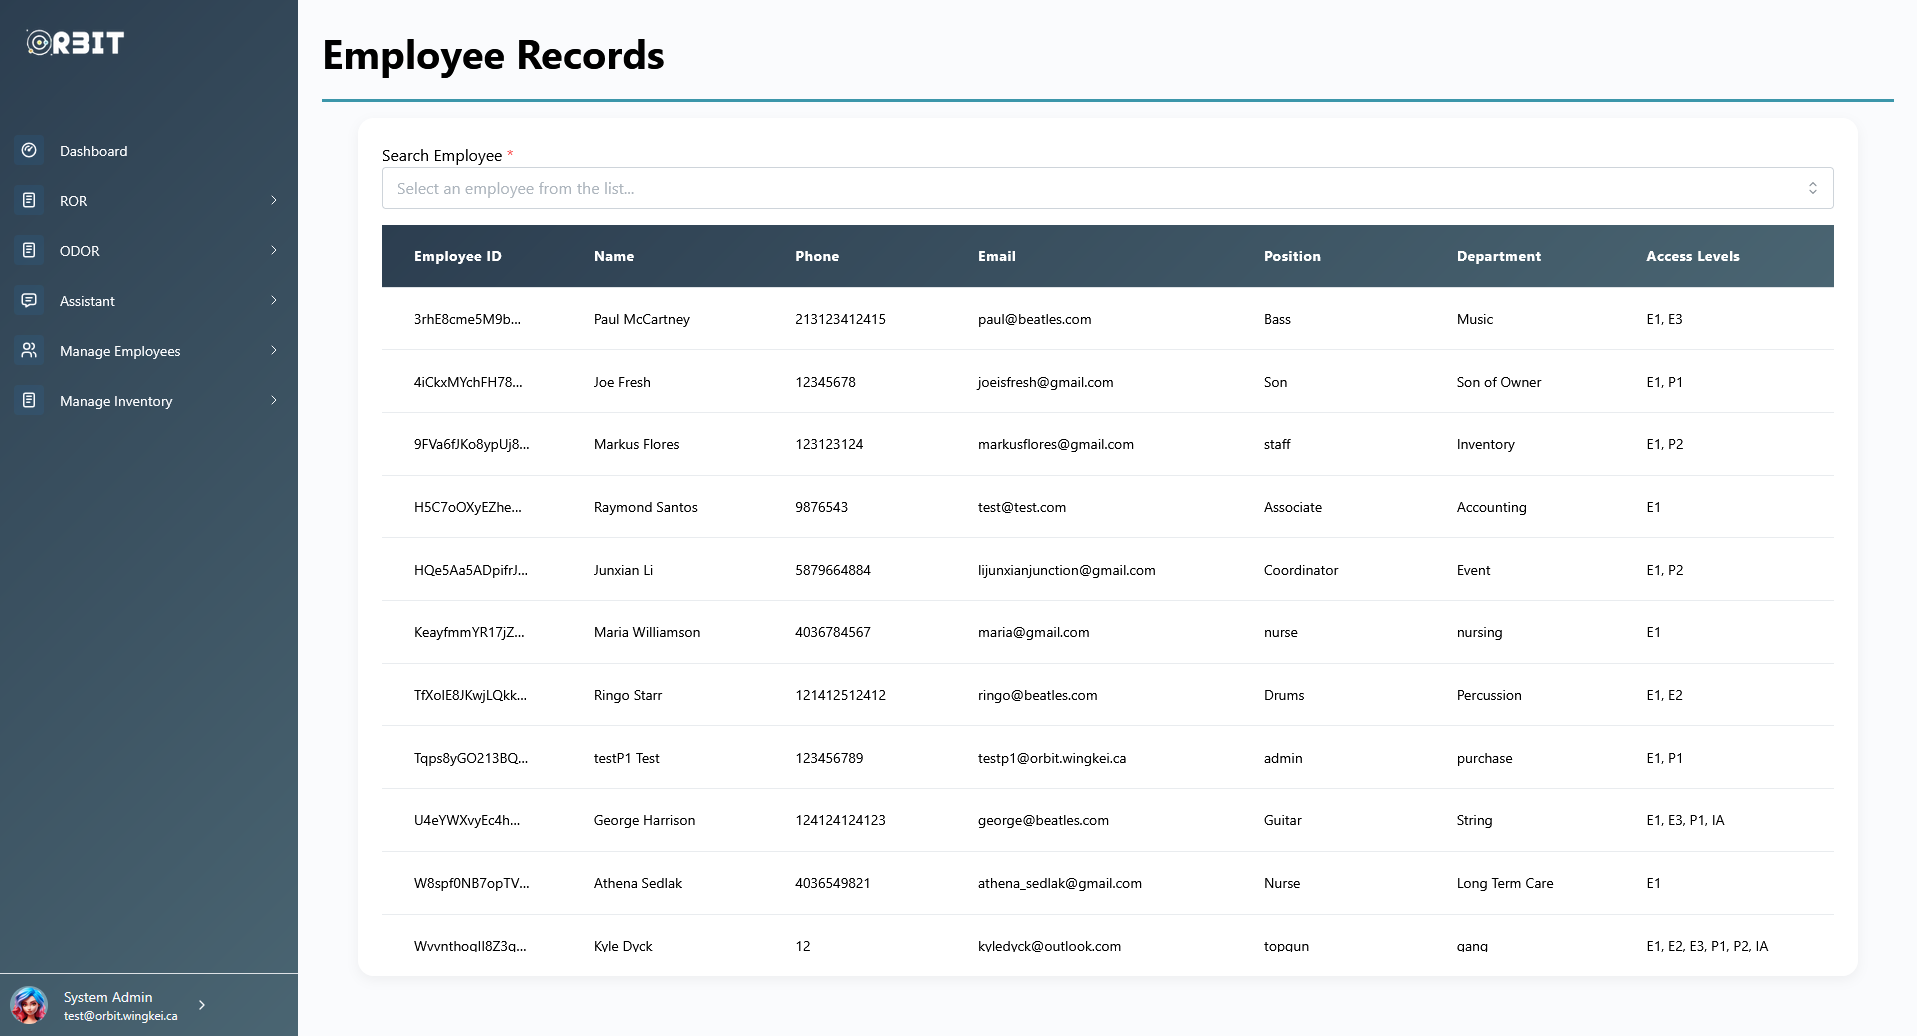 ORBIT
Dashboard
ROR
ODOR
Assistant
Manage Employees
Manage Inventory
System Admin
test@orbit.wingkei.ca
Employee Records
Search Employee *
Select an employee from the list...
Employee ID Name Phone Email Position Department Access Levels
3rhE8cme5M9b... Paul McCartney 213123412415 paul@beatles.com Bass Music E1, E3
4iCkxMYchFH78... Joe Fresh 12345678 joeisfresh@gmail.com Son Son of Owner E1, P1
9FVa6fJKo8ypUj8... Markus Flores 123123124 markusflores@gmail.com staff Inventory E1, P2
H5C7oOXyEZhe... Raymond Santos 9876543 test@test.com Associate Accounting E1
HQe5Aa5ADpifrJ... Junxian Li 5879664884 lijunxianjunction@gmail.com Coordinator Event E1, P2
KeayfmmYR17jZ... Maria Williamson 4036784567 maria@gmail.com nurse nursing E1
TfXolE8JKwjLQkk... Ringo Starr 121412512412 ringo@beatles.com Drums Percussion E1, E2
Tqps8yGO213BQ... testP1 Test 123456789 testp1@orbit.wingkei.ca admin purchase E1, P1
U4eYWXvyEc4h... George Harrison 124124124123 george@beatles.com Guitar String E1, E3, P1, IA
W8spf0NB7opTV... Athena Sedlak 4036549821 athena_sedlak@gmail.com Nurse Long Term Care E1
Kyle Dyck 12 kyledyck@outlook.com topgun gang E1, E2, E3, P1, P2, IA